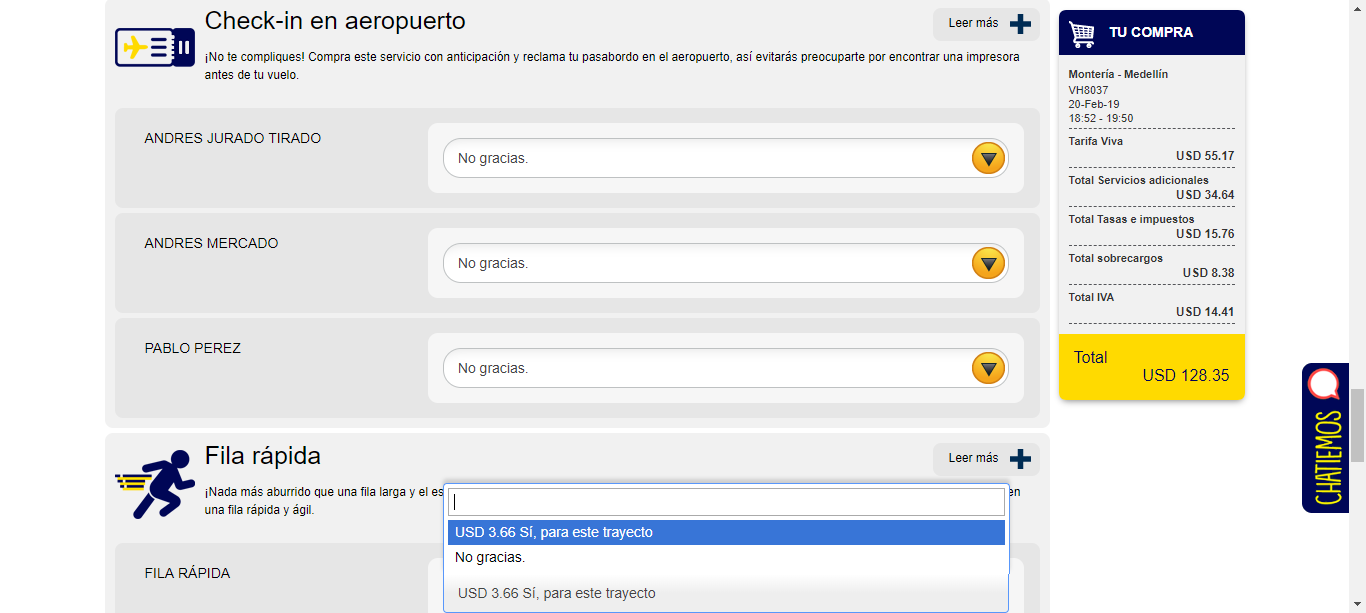 Check-in en aeropuerto
Leer más
¡No te compliques! Compra este servicio con anticipación y reclama tu pasabordo en el aeropuerto, así evitarás preocuparte por encontrar una impresora
antes de tu vuelo.
ANDRES JURADO TIRADO
No gracias.
ANDRES MERCADO
No gracias.
PABLO PEREZ
No gracias.
Fila rápida
Leer más
¡Nada más aburrido que una fila larga y el es
en
una fila rápida y ágil.
USD 3.66 Sí, para este trayecto
No gracias.
FILA RÁPIDA
USD 3.66 Sí, para este trayecto
TU COMPRA
Montería - Medellín
VH8037
20-Feb-19
18:52 - 19:50
Tarifa Viva
USD 55.17
Total Servicios adicionales
USD 34.64
Total Tasas e impuestos
USD 15.76
Total sobrecargos
USD 8.38
Total IVA
USD 14.41
Total
USD 128.35
CHATIEMOS